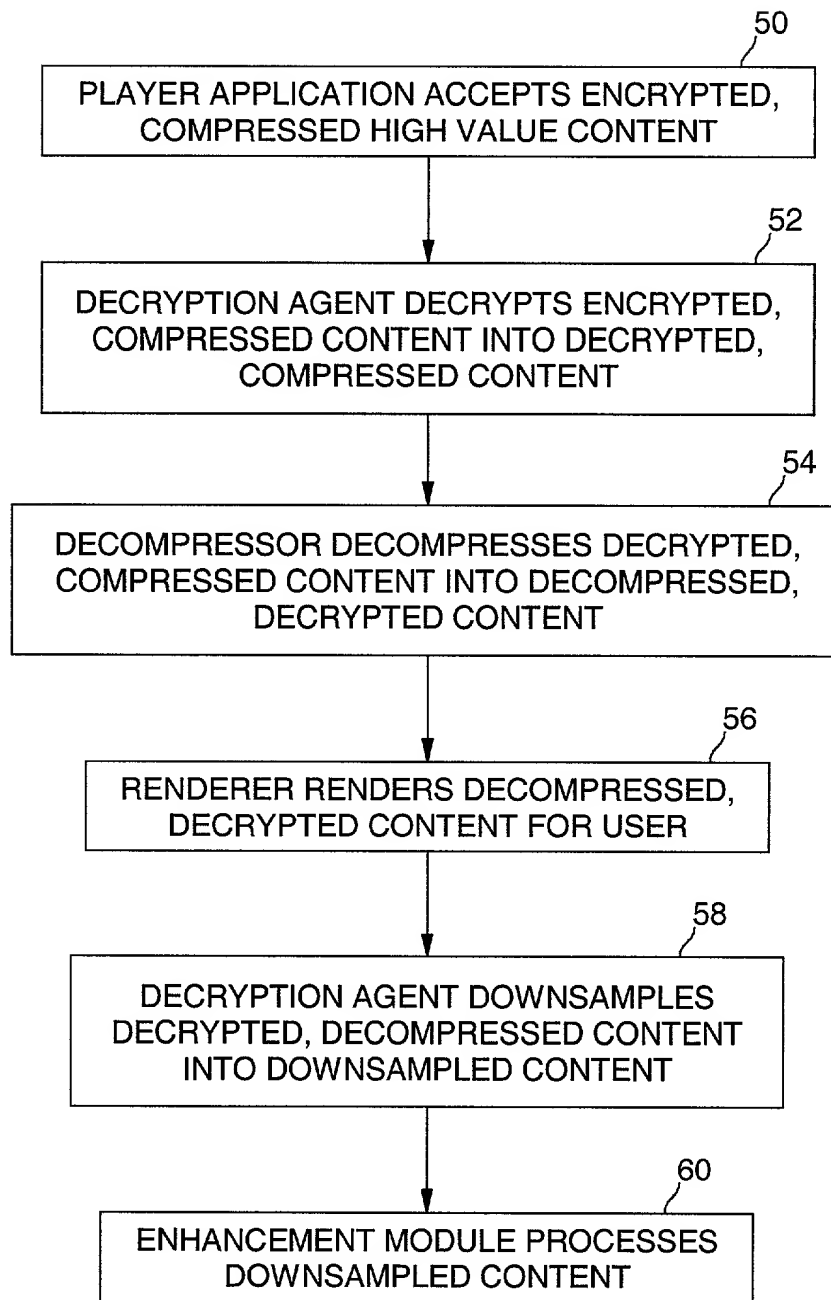 50
PLAYER APPLICATION ACCEPTS ENCRYPTED,
COMPRESSED HIGH VALUE CONTENT
52
DECRYPTION AGENT DECRYPTS ENCRYPTED,
COMPRESSED CONTENT INTO DECRYPTED,
COMPRESSED CONTENT
54
DECOMPRESSOR DECOMPRESSES DECRYPTED,
COMPRESSED CONTENT INTO DECOMPRESSED,
DECRYPTED CONTENT
56
RENDERER RENDERS DECOMPRESSED,
DECRYPTED CONTENT FOR USER
58
DECRYPTION AGENT DOWNSAMPLES
DECRYPTED, DECOMPRESSED CONTENT
INTO DOWNSAMPLED CONTENT
60
ENHANCEMENT MODULE PROCESSES
DOWNSAMPLED CONTENT